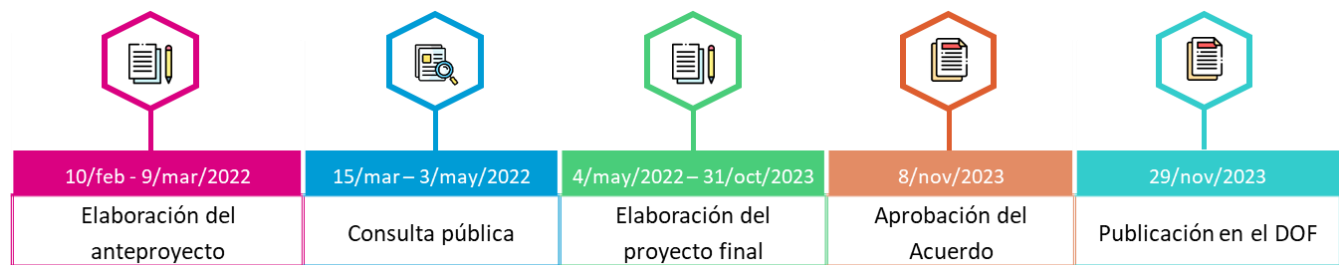 10/feb - 9/mar/2022
Elaboración del
anteproyecto
15/mar – 3/may/2022
Consulta pública
4/may/2022 – 31/oct/2023
Elaboración del
proyecto final
8/nov/2023
Aprobación del
Acuerdo
29/nov/2023
Publicación en el DOF